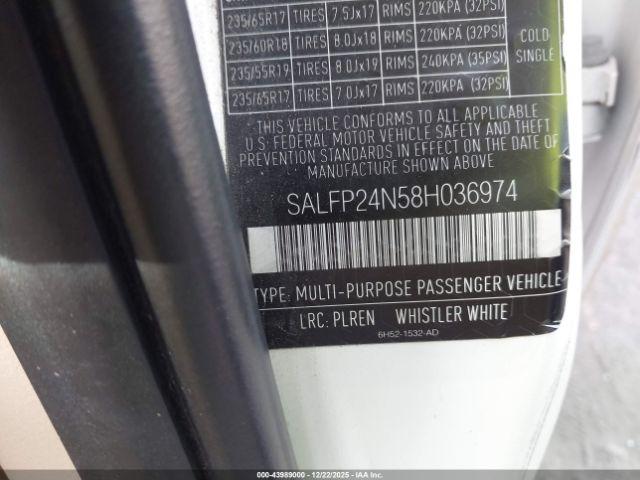 235/65R17 TIRES 7.5Jx17 RIMS 220KPA (32PSI)
235/60R18 TIRES 8.0Jx18 RIMS 220KPA (32PSI)
235/55R19 TIRES 8.0Jx19 RIMS 240KPA (35PSI)
235/65R17 TIRES 7.0Jx17 RIMS 220KPA (32PSI)
COLD
SINGLE
THIS VEHICLE CONFORMS TO ALL APPLICABLE
U.S. FEDERAL MOTOR VEHICLE SAFETY AND THEFT
PREVENTION STANDARDS IN EFFECT ON THE DATE OF
MANUFACTURE SHOWN ABOVE
SALFP24N58H036974
TYPE: MULTI-PURPOSE PASSENGER VEHICLE
LRC: PLREN WHISTLER WHITE
6H52-1532-AD
000-43989000 • 12/22/2025 • IAAI.COM